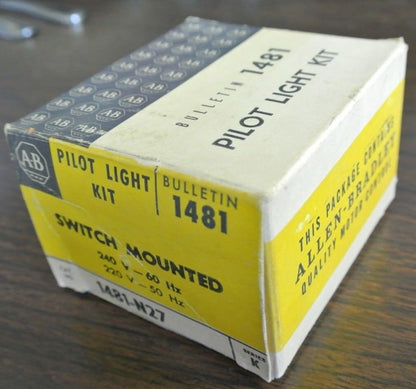 BULLETIN 1481
PILOT LIGHT KIT
A-B
PILOT LIGHT
KIT
BULLETIN
1481
SWITCH MOUNTED
240 V - 60 Hz
220 V - 50 Hz
1481-N27
SERIES
K
THIS PACKAGE CONTAINS
ALLEN-BRADLEY
QUALITY MOTOR CONTROL